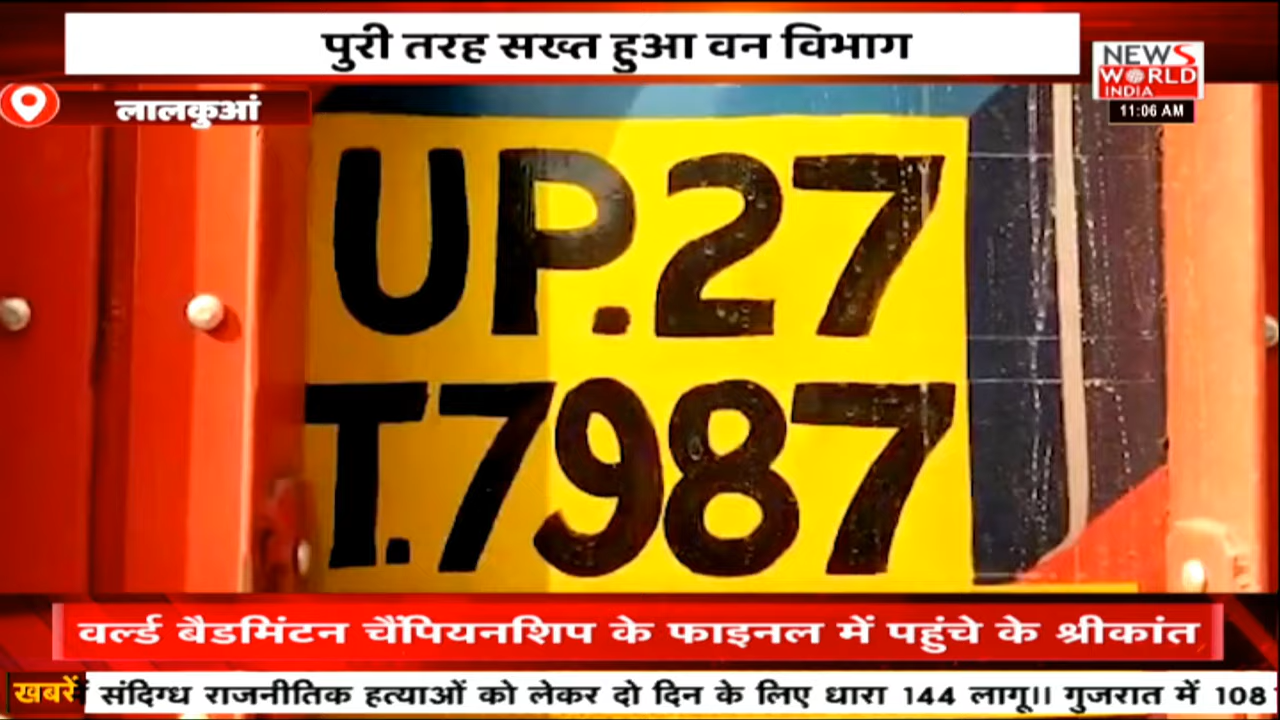 पुरी तरह सख्त हुआ वन विभाग
NEWS
WORLD
INDIA
11:06 AM
लालकुआं
UP.27
T.7987
वर्ल्ड बैडमिंटन चैंपियनशिप के फाइनल में पहुंचे के श्रीकांत
खबरें संदिग्ध राजनीतिक हत्याओं को लेकर दो दिन के लिए धारा 144 लागू।। गुजरात में 108